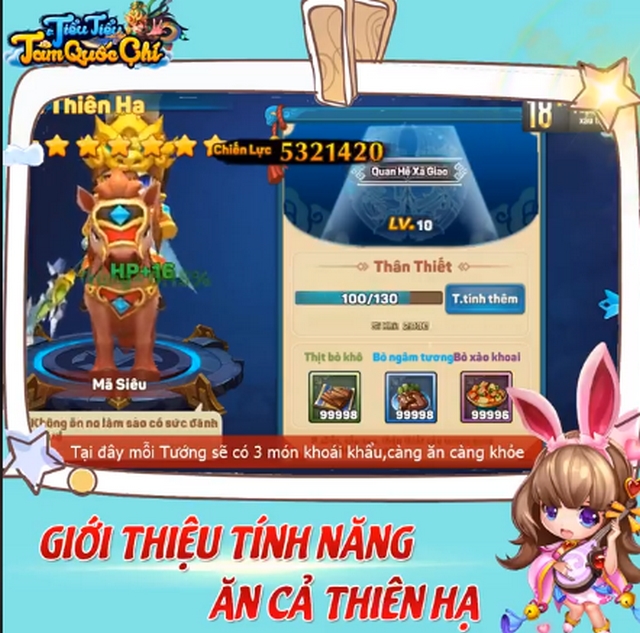 Tiểu Tiểu
Tam Quốc Chí
Thiên Hạ
18
Chiến Lực 5321420
Quan Hệ Xã Giao
LV.10
Thân Thiết
100/130
T.tính thêm
HP+16
Thịt bò khô
Bò ngâm tương
Bò xào khoai
99998
99998
99996
Mã Siêu
Không ăn no làm sao có sức đánh
Tại đây mỗi Tướng sẽ có 3 món khoái khẩu,càng ăn càng khỏe
GIỚI THIỆU TÍNH NĂNG
ĂN CẢ THIÊN HẠ